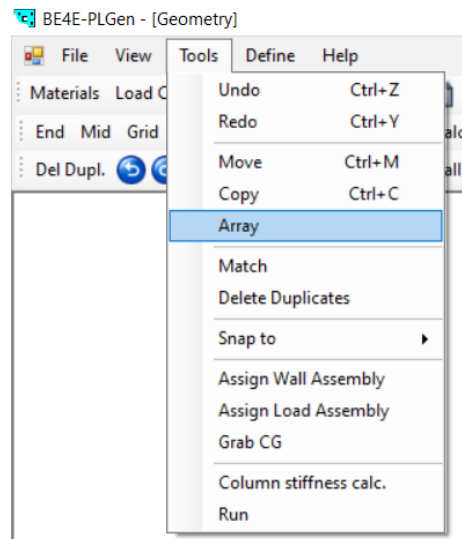 BE4E-PLGen - [Geometry]
File View Tools Define Help
Materials Load C
End Mid Grid
Del Dupl.
Undo Ctrl+Z
Redo Ctrl+Y
Move Ctrl+M
Copy Ctrl+C
Array
Match
Delete Duplicates
Snap to
Assign Wall Assembly
Assign Load Assembly
Grab CG
Column stiffness calc.
Run